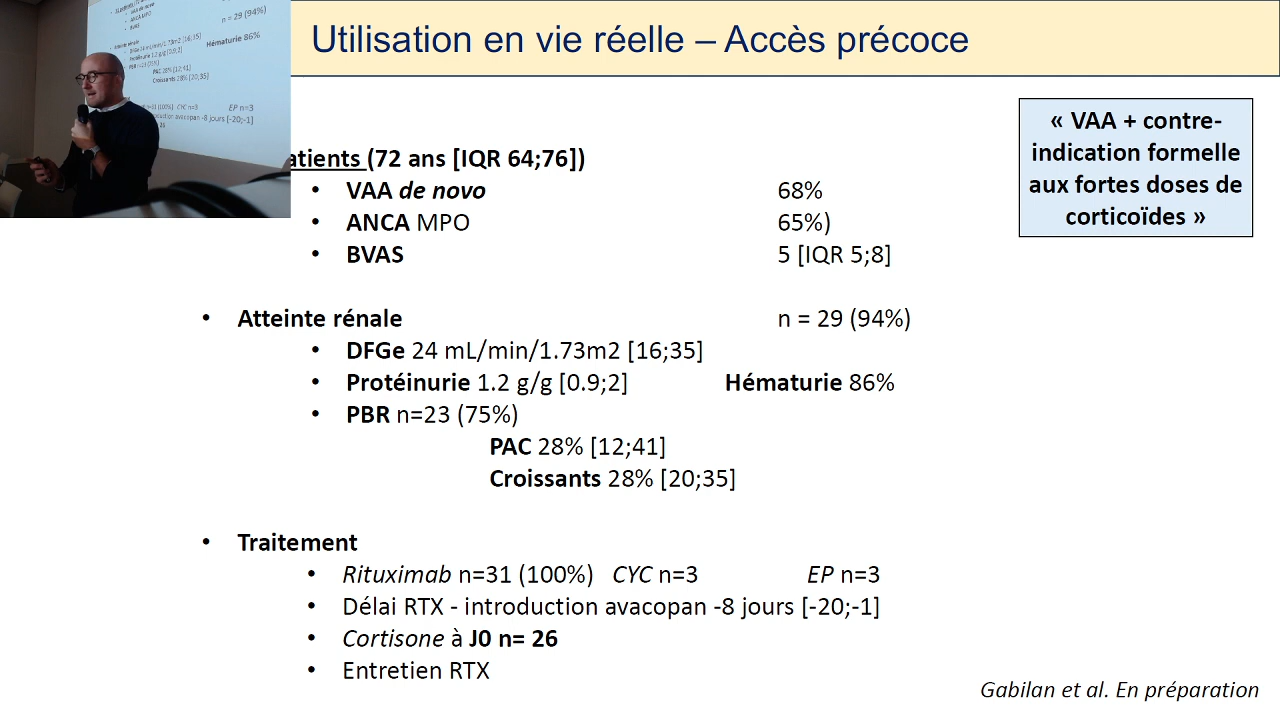 Utilisation en vie réelle – Accès précoce
« VAA + contre-
indication formelle
aux fortes doses de
corticoïdes »
(72 ans [IQR 64;76])
• VAA de novo 68%
• ANCA MPO 65%)
• BVAS 5 [IQR 5;8]
• Atteinte rénale n = 29 (94%)
• DFGe 24 mL/min/1.73m2 [16;35]
• Protéinurie 1.2 g/g [0.9;2] Hématurie 86%
• PBR n=23 (75%)
PAC 28% [12;41]
Croissants 28% [20;35]
• Traitement
• Rituximab n=31 (100%) CYC n=3 EP n=3
• Délai RTX - introduction avacopan -8 jours [-20;-1]
• Cortisone à J0 n= 26
• Entretien RTX
Gabilan et al. En préparation